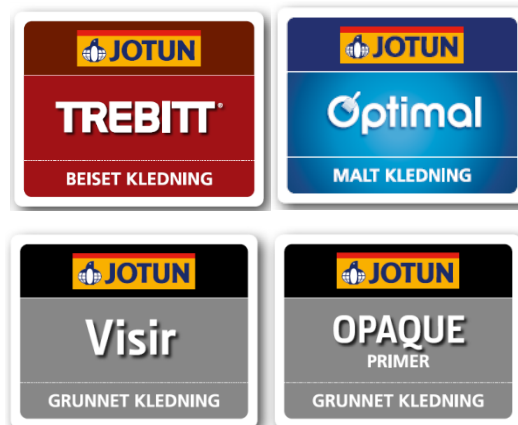 JOTUN
TREBITT®
BEISET KLEDNING
JOTUN
Optimal
MALT KLEDNING
JOTUN
Visir
GRUNNET KLEDNING
JOTUN
OPAQUE
PRIMER
GRUNNET KLEDNING